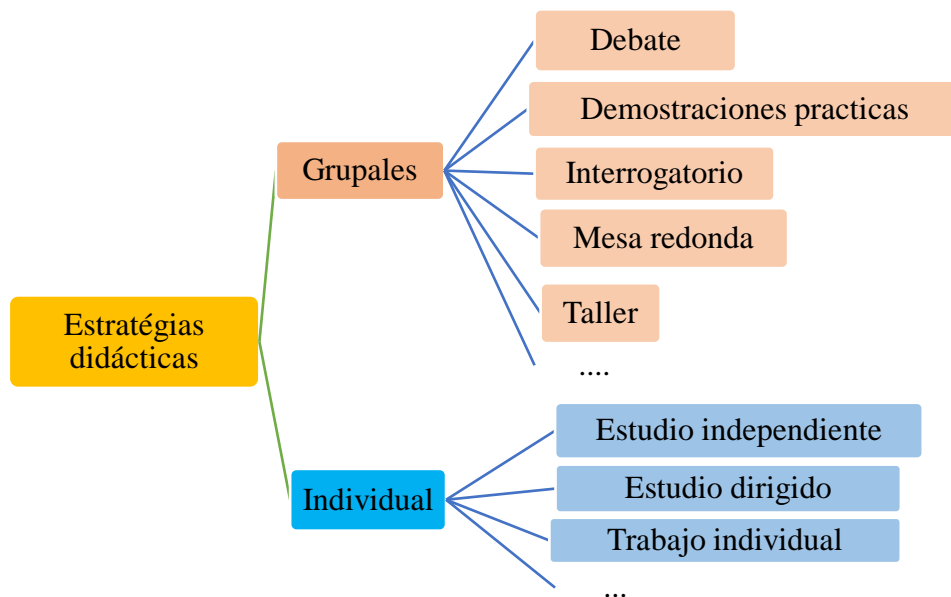 Debate
Demostraciones practicas
Grupales
Interrogatorio
Mesa redonda
Taller
....
Estratégias
didácticas
Estudio independiente
Individual
Estudio dirigido
Trabajo individual
...